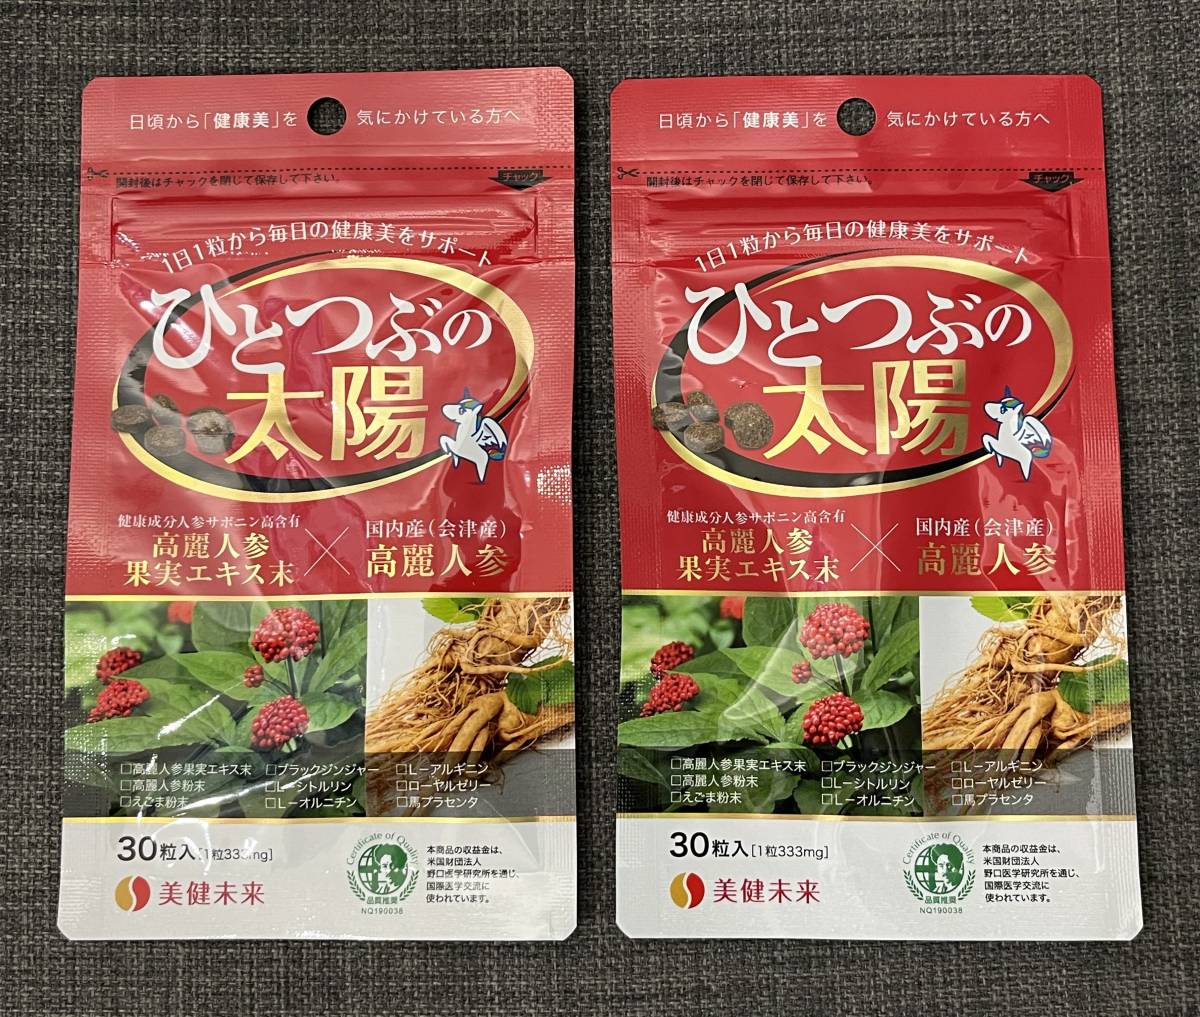 日頃から「健康美」を 気にかけている方へ
開封後はチャックを閉じて保存して下さい。 チャック
1日1粒から毎日の健康美をサポート
ひとつぶの
太陽
健康成分人参サポニン高含有
高麗人参
果実エキス末
×
国内産(会津産)
高麗人参
□高麗人参果実エキス末 □ブラックジンジャー □L−アルギニン
□高麗人参粉末 □L−シトルリン □ローヤルゼリー
□えごま粉末 □L−オルニチン □馬プラセンタ
30粒入[1粒333mg]
美健未来
Certificate of Quality
品質推奨
NQ190038
本商品の収益金は、
米国財団法人
野口医学研究所を通じ、
国際医学交流に
使われています。
日頃から「健康美」を 気にかけている方へ
開封後はチャックを閉じて保存して下さい。 チャック
1日1粒から毎日の健康美をサポート
ひとつぶの
太陽
健康成分人参サポニン高含有
高麗人参
果実エキス末
×
国内産(会津産)
高麗人参
□高麗人参果実エキス末 □ブラックジンジャー □L−アルギニン
□高麗人参粉末 □L−シトルリン □ローヤルゼリー
□えごま粉末 □L−オルニチン □馬プラセンタ
30粒入[1粒333mg]
美健未来
Certificate of Quality
品質推奨
NQ190038
本商品の収益金は、
米国財団法人
野口医学研究所を通じ、
国際医学交流に
使われています。